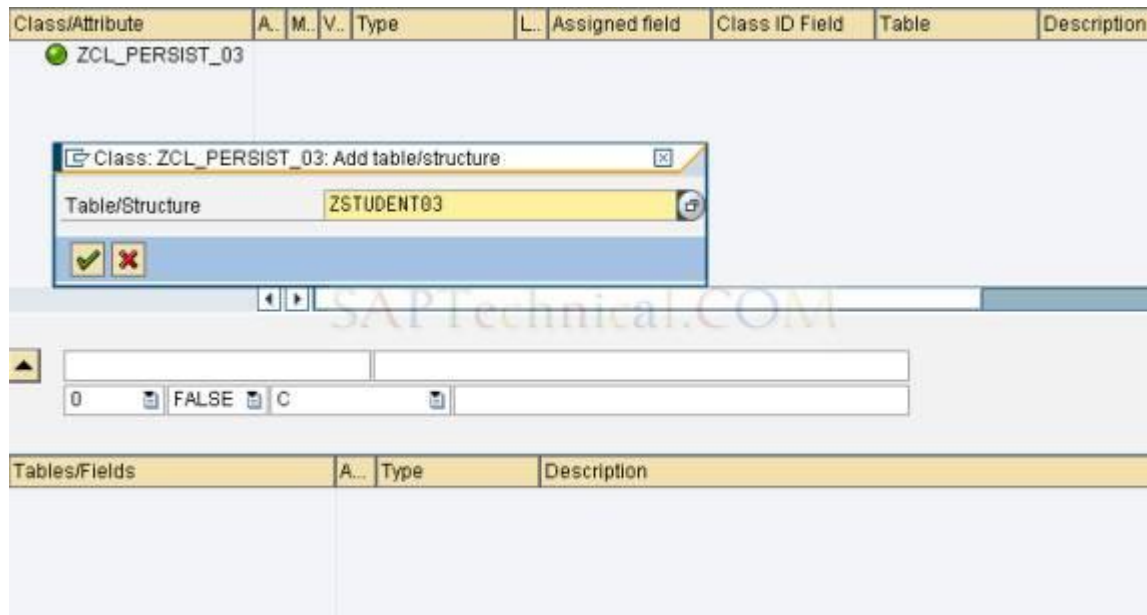 Class/Attribute A.. M.. V.. Type L.. Assigned field Class ID Field Table Description
ZCL_PERSIST_03
Class: ZCL_PERSIST_03: Add table/structure
Table/Structure ZSTUDENT03
SAPTechnical.COM
0 FALSE C
Tables/Fields A... Type Description